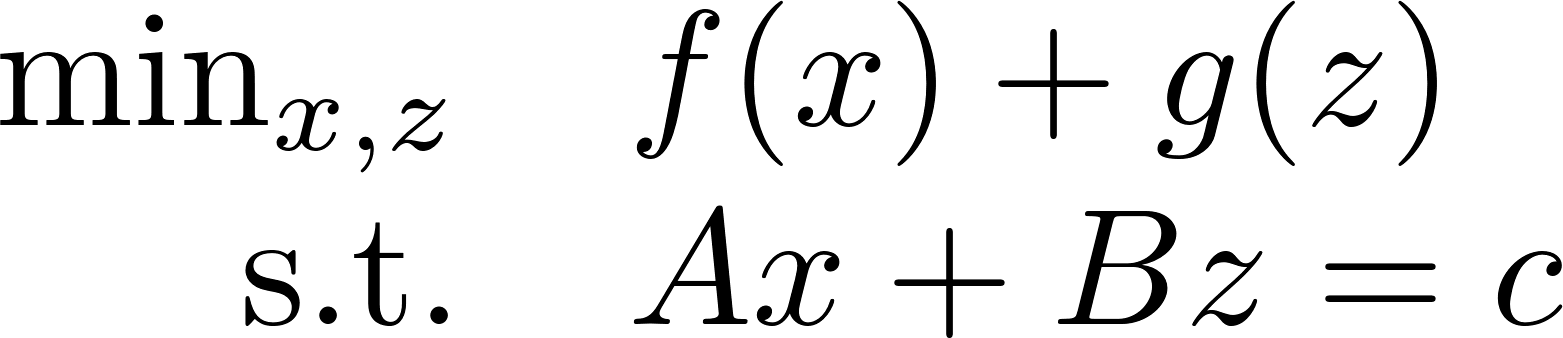 min_{x,z} f(x) + g(z)
s.t. Ax + Bz = c